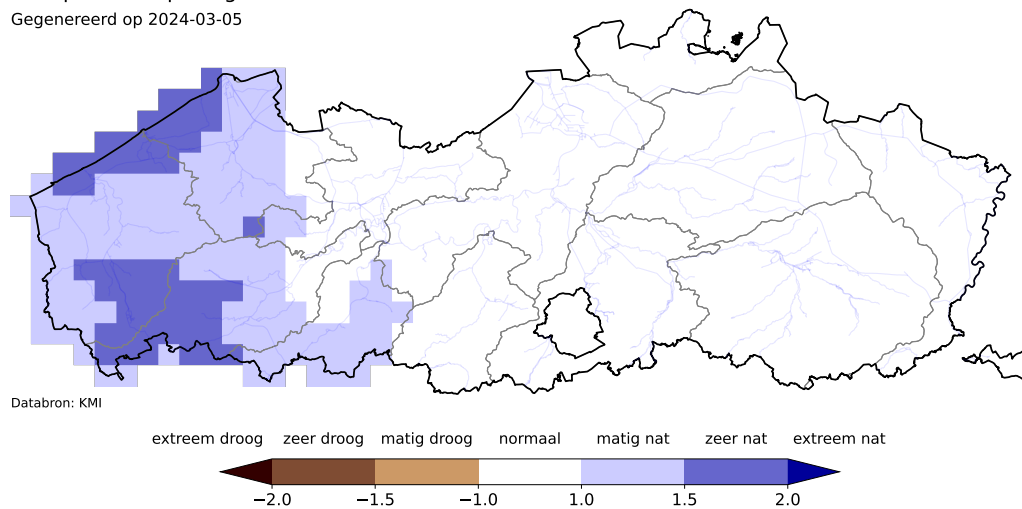 Gegenereerd op 2024-03-05
Databron: KMI
extreem droog zeer droog matig droog normaal matig nat zeer nat extreem nat
−2.0 −1.5 −1.0 1.0 1.5 2.0